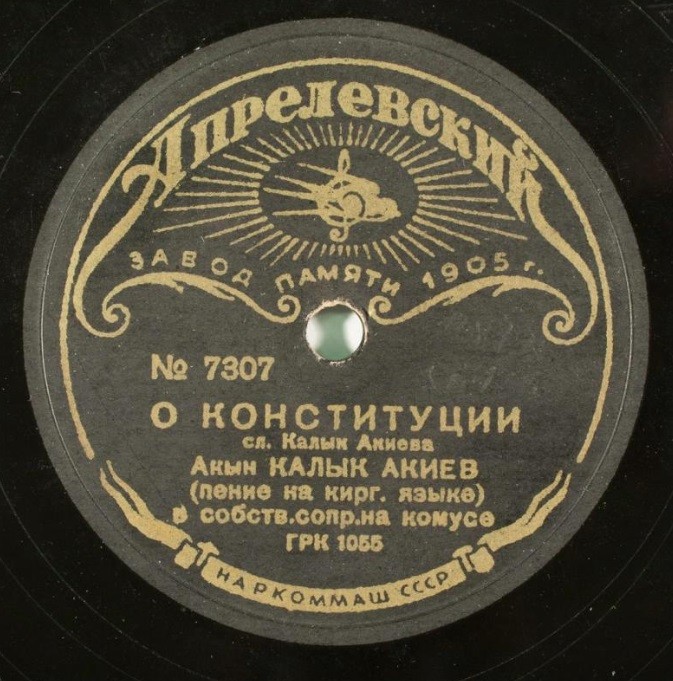 Апрелевский
ЗАВОД ПАМЯТИ 1905 г.
№ 7307
О КОНСТИТУЦИИ
сл. Калык Акиева
Акын КАЛЫК АКИЕВ
(пение на кирг. языке)
в собств.сопр.на комусе
ГРК 1055
НАРКОММАШ СССР